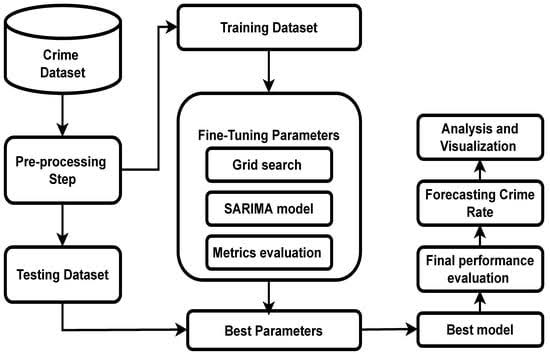 Crime
Dataset
Pre-processing
Step
Testing Dataset
Training Dataset
Fine-Tuning Parameters
Grid search
SARIMA model
Metrics evaluation
Best Parameters
Best model
Final performance
evaluation
Forecasting Crime
Rate
Analysis and
Visualization